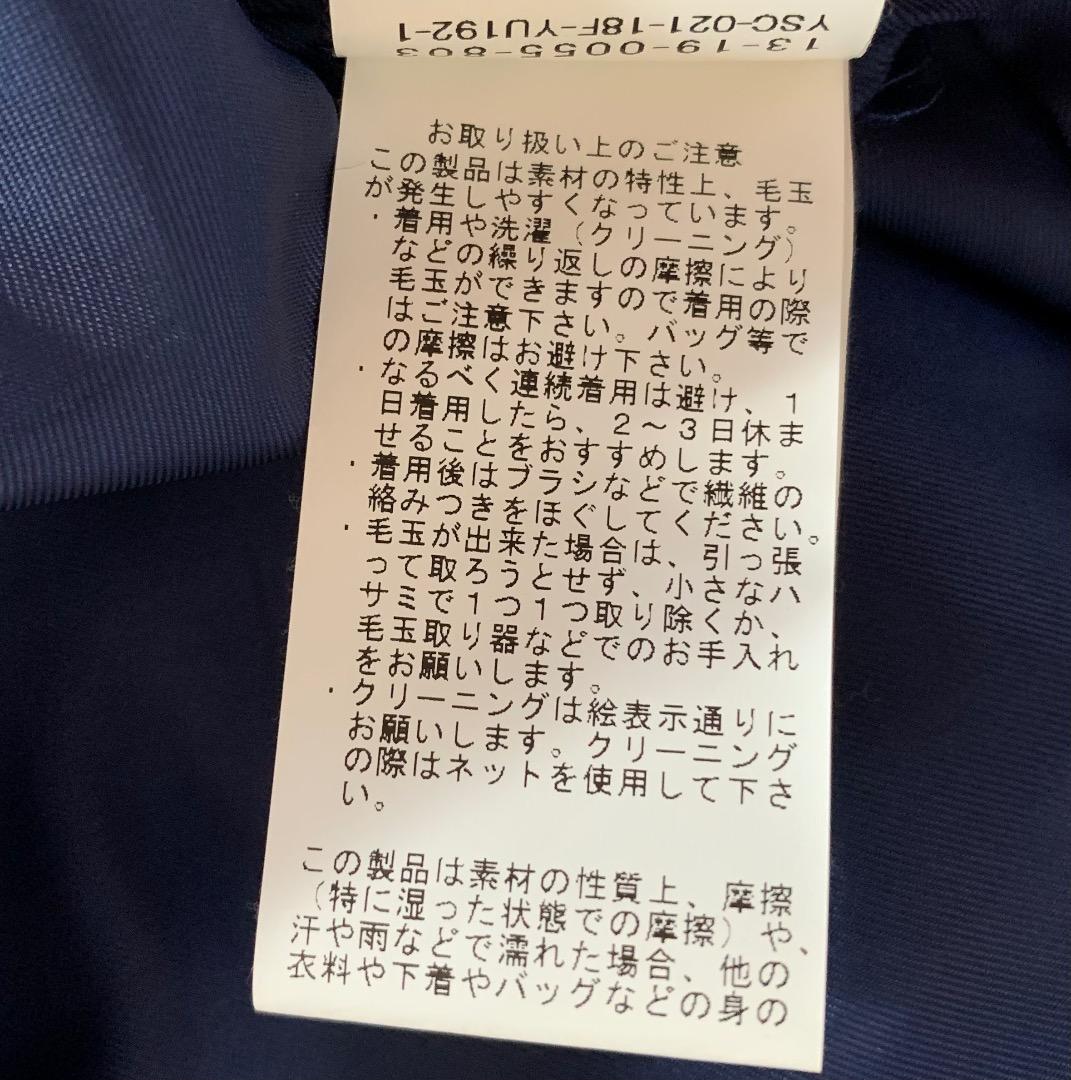 13-19-0055-803
YSC-021-18F-YU192-1
お取り扱い上のご注意
この製品は素材の特性上、毛玉
が発生しやすくなっています。
・着用や洗濯（クリーニング）
などの繰り返しの摩擦により
毛玉ができますので着用の際
はご注意下さい。バッグ等で
の摩擦はお避け下さい。
・なるべく連続着用は避け、1
日着用したら、2～3日休ま
せることをおすすめします。
・着用後はブラシなどで繊維の
絡みつきをほぐしてください。
・毛玉が出来た場合は、引っ張
って取ろうとせず、小さなハ
サミで1つ1つ取り除くか、
毛玉取り器などでのお手入れ
をお願いします。
・クリーニングは絵表示通りに
お願いします。クリーニング
の際はネットを使用して下さ
い。
この製品は素材の性質上、摩擦
（特に湿った状態での摩擦）や、
汗や雨などで濡れた場合、他の
衣料や下着やバッグなどの身の